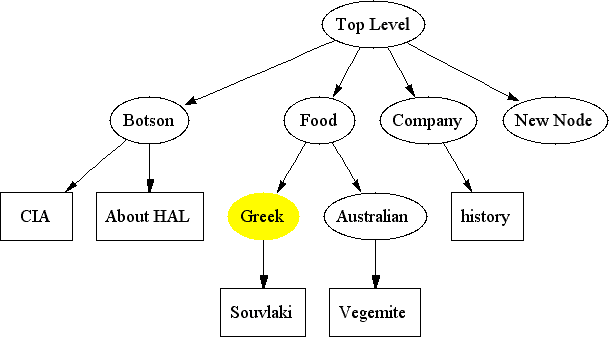 Top Level
Botson
Food
Company
New Node
CIA
About HAL
Greek
Australian
history
Souvlaki
Vegemite